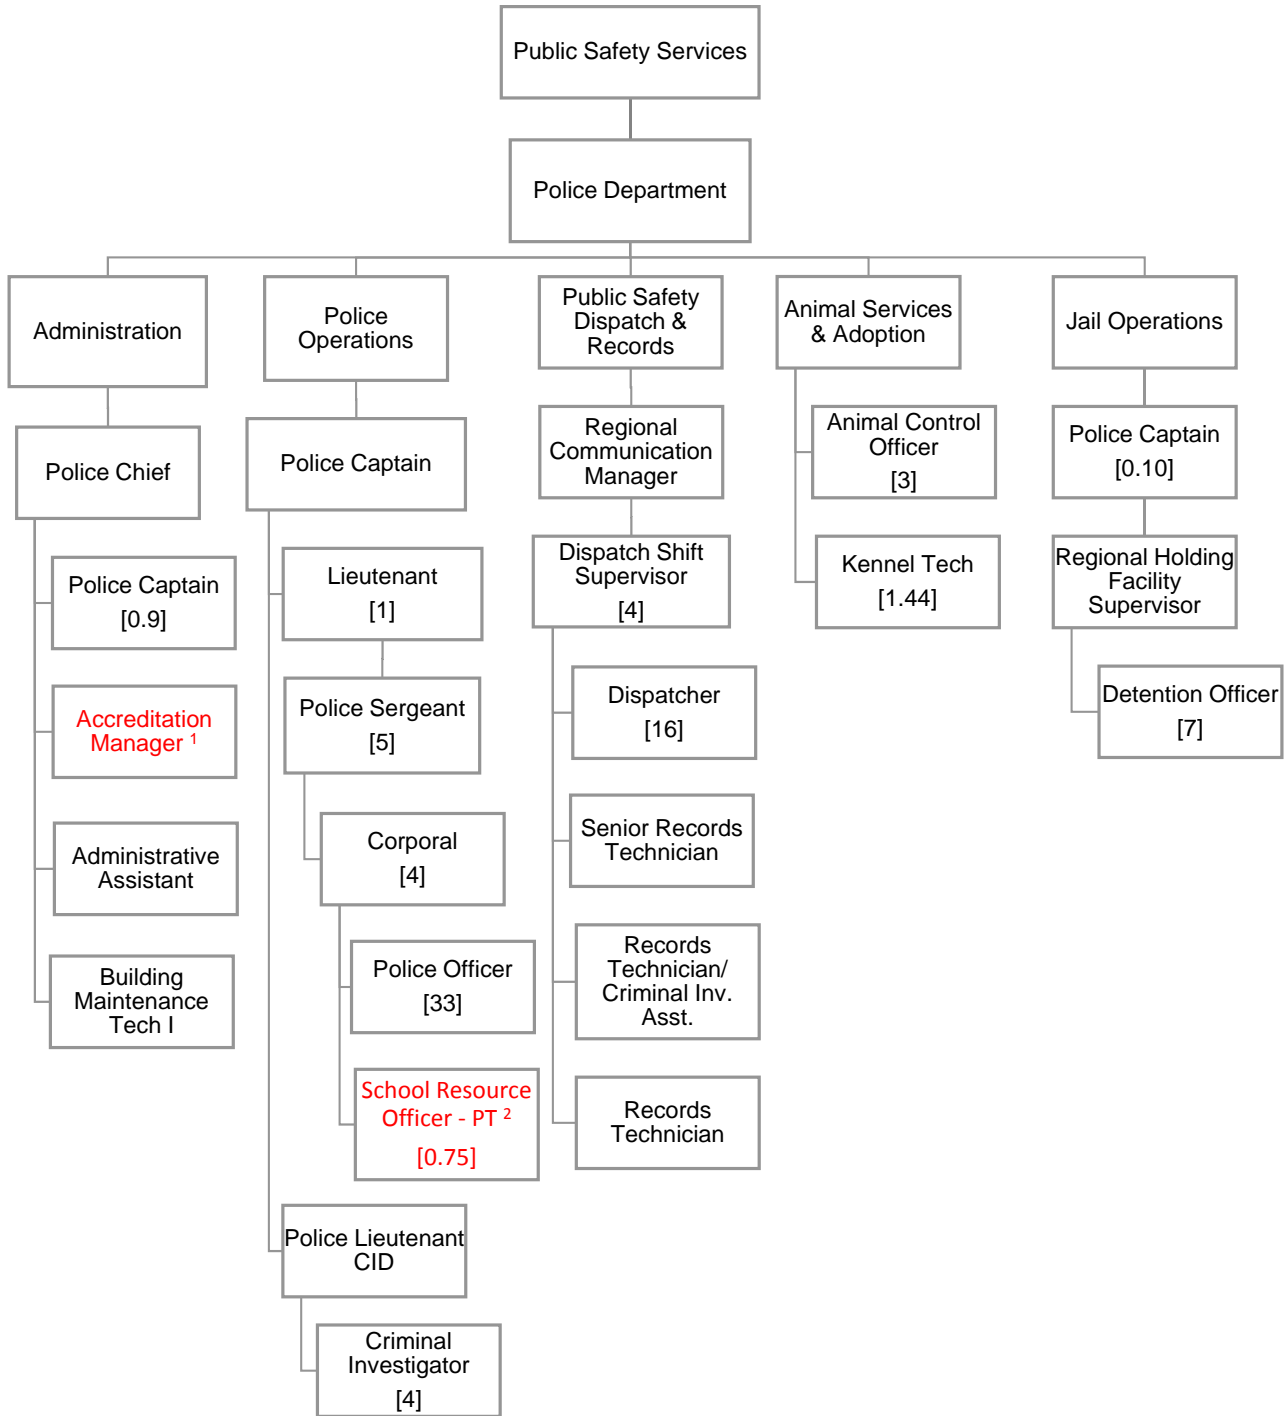 Public Safety Services
Police Department
Administration
Police Chief
Police Captain
[0.9]
Accreditation
Manager ¹
Administrative
Assistant
Building
Maintenance
Tech I
Police
Operations
Police Captain
Lieutenant
[1]
Police Sergeant
[5]
Corporal
[4]
Police Officer
[33]
School Resource
Officer - PT ²
[0.75]
Police Lieutenant
CID
Criminal
Investigator
[4]
Public Safety
Dispatch &
Records
Regional
Communication
Manager
Dispatch Shift
Supervisor
[4]
Dispatcher
[16]
Senior Records
Technician
Records
Technician/
Criminal Inv.
Asst.
Records
Technician
Animal Services
& Adoption
Animal Control
Officer
[3]
Kennel Tech
[1.44]
Jail Operations
Police Captain
[0.10]
Regional Holding
Facility
Supervisor
Detention Officer
[7]